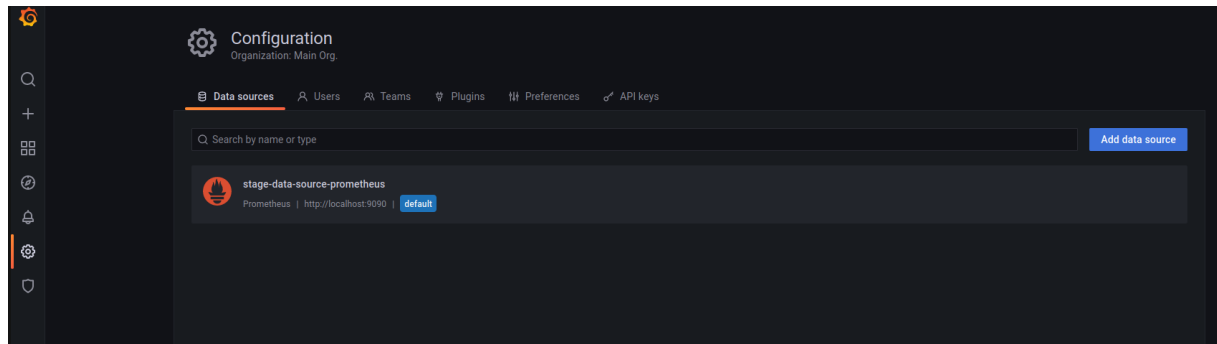 Configuration
Organization: Main Org.
Data sources Users Teams Plugins Preferences API keys
Search by name or type Add data source
stage-data-source-prometheus
Prometheus | http://localhost:9090 | default